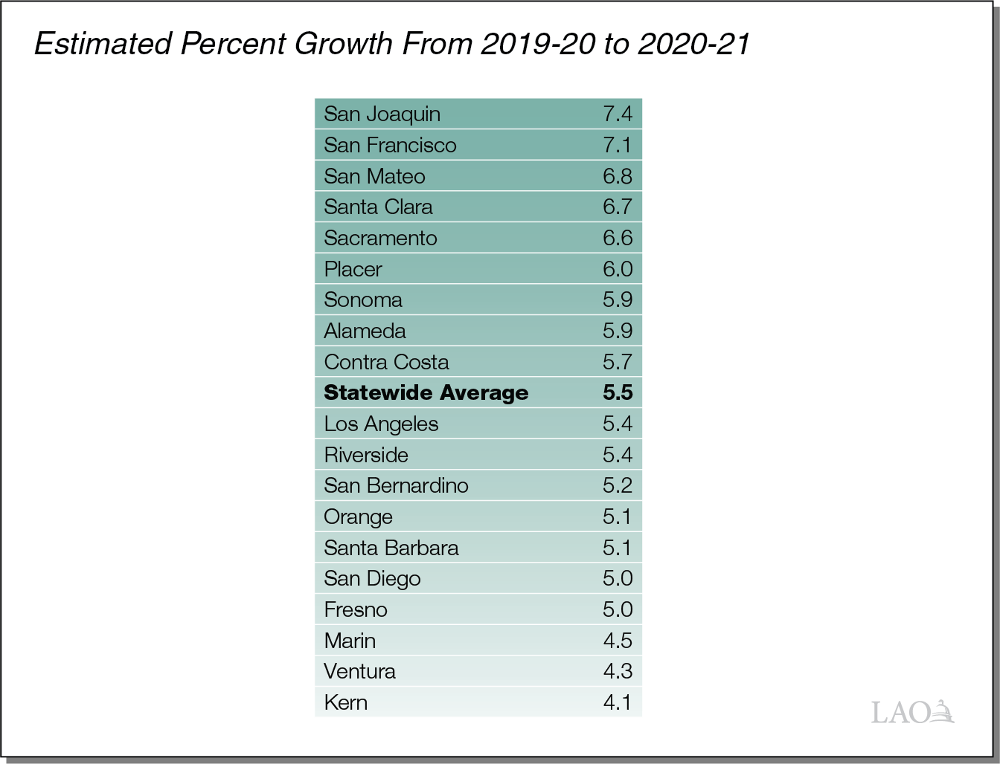 Estimated Percent Growth From 2019-20 to 2020-21
San Joaquin 7.4
San Francisco 7.1
San Mateo 6.8
Santa Clara 6.7
Sacramento 6.6
Placer 6.0
Sonoma 5.9
Alameda 5.9
Contra Costa 5.7
Statewide Average 5.5
Los Angeles 5.4
Riverside 5.4
San Bernardino 5.2
Orange 5.1
Santa Barbara 5.1
San Diego 5.0
Fresno 5.0
Marin 4.5
Ventura 4.3
Kern 4.1
LAO